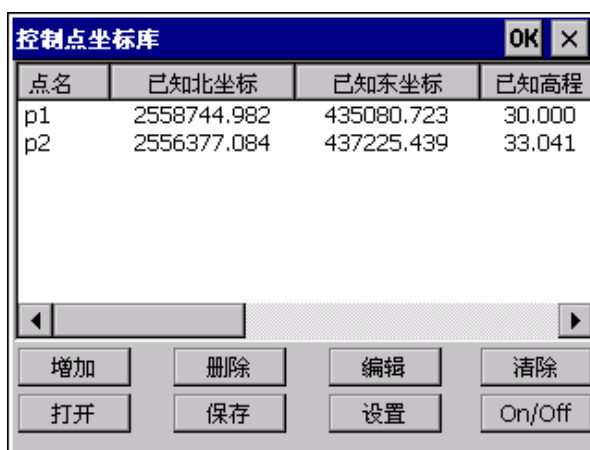 控制点坐标库 OK ×
点名 已知北坐标 已知东坐标 已知高程
p1 2558744.982 435080.723 30.000
p2 2556377.084 437225.439 33.041
增加 删除 编辑 清除
打开 保存 设置 On/Off